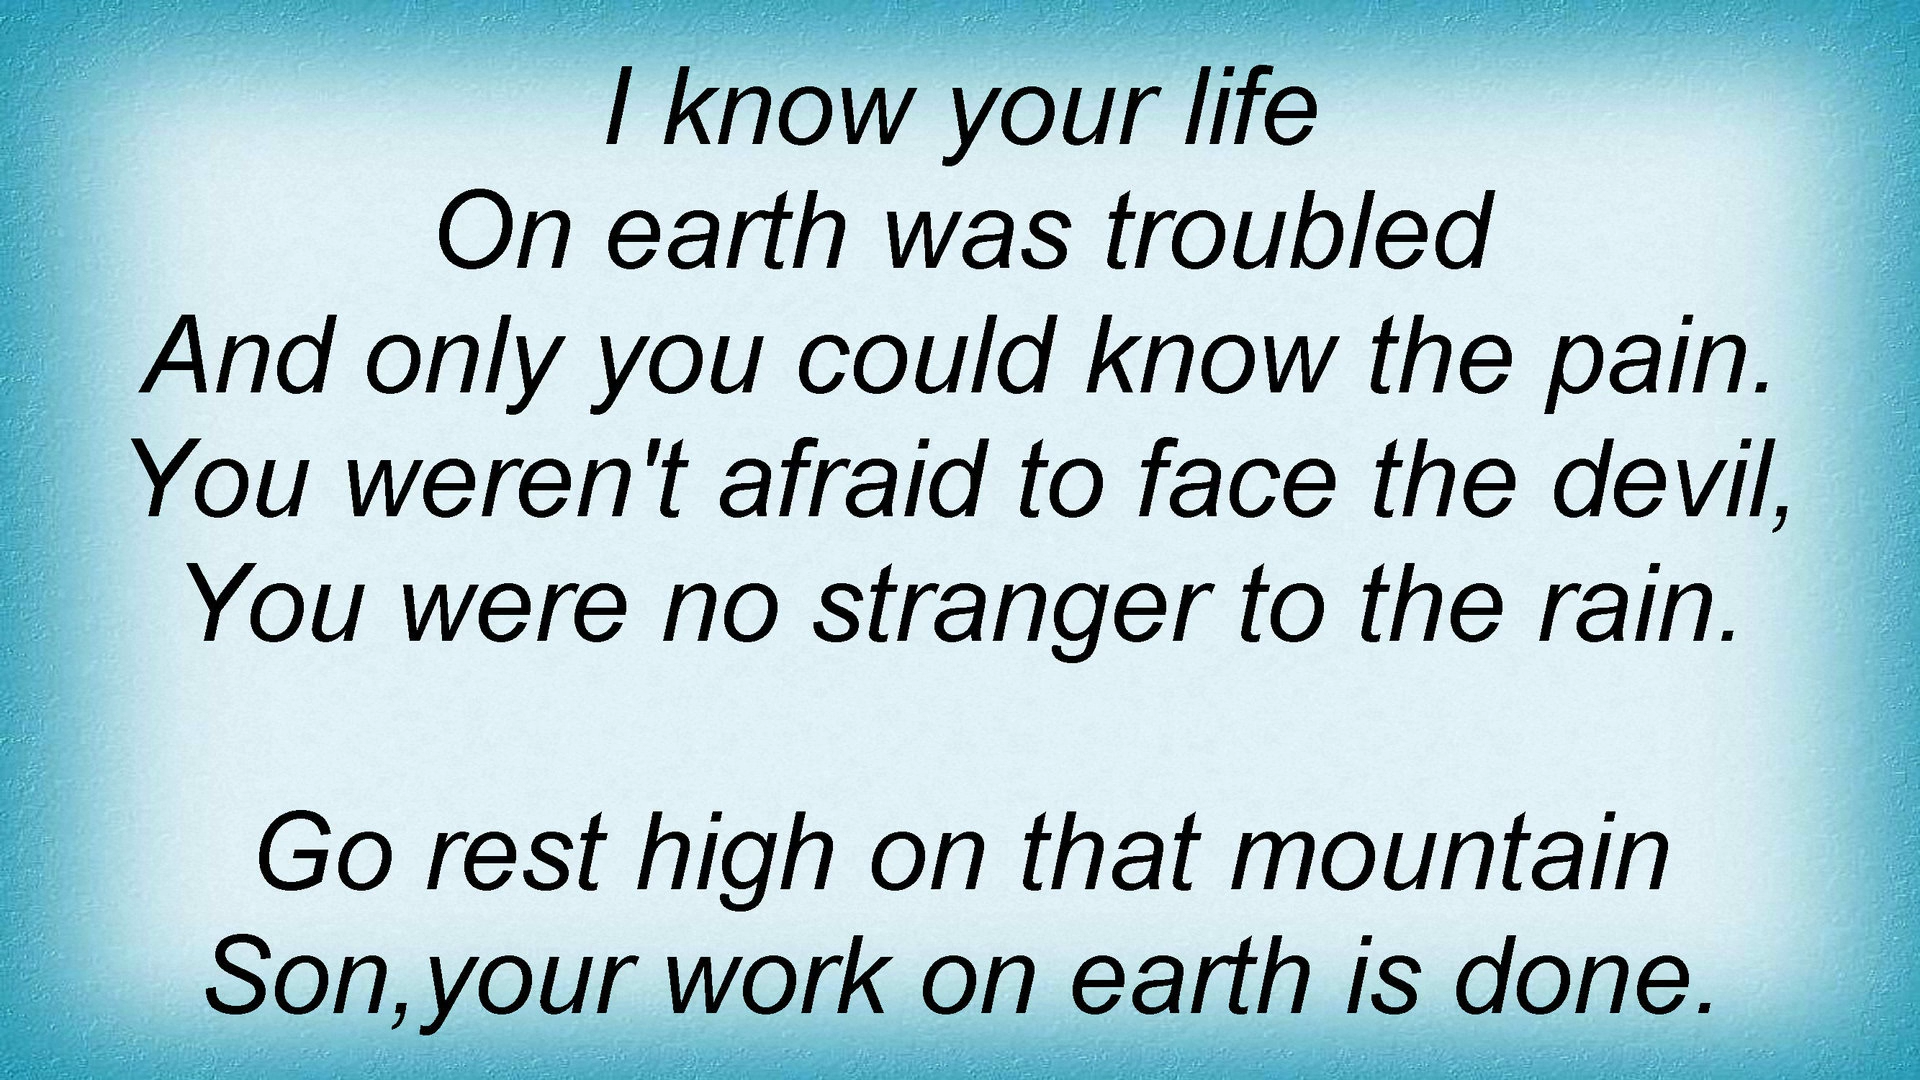 I know your life
On earth was troubled
And only you could know the pain.
You weren't afraid to face the devil,
You were no stranger to the rain.
Go rest high on that mountain
Son,your work on earth is done.